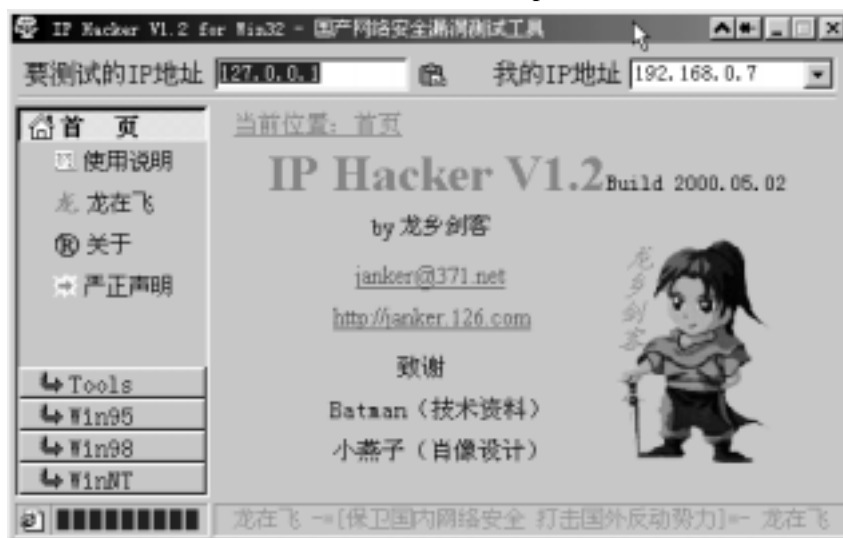 IP Hacker V1.2 for Win32 - 国产网络安全漏洞测试工具
要测试的IP地址 127.0.0.1 我的IP地址 192.168.0.7
首 页
使用说明
龙在飞
关于
严正声明
Tools
Win95
Win98
WinNT
当前位置：首页
IP Hacker V1.2 Build 2000.05.02
by 龙乡剑客
janker@371.net
http://janker.126.com
致谢
Batman（技术资料）
小燕子（肖像设计）
龙乡剑客
龙在飞 -=[保卫国内网络安全 打击国外反动势力]=- 龙在飞